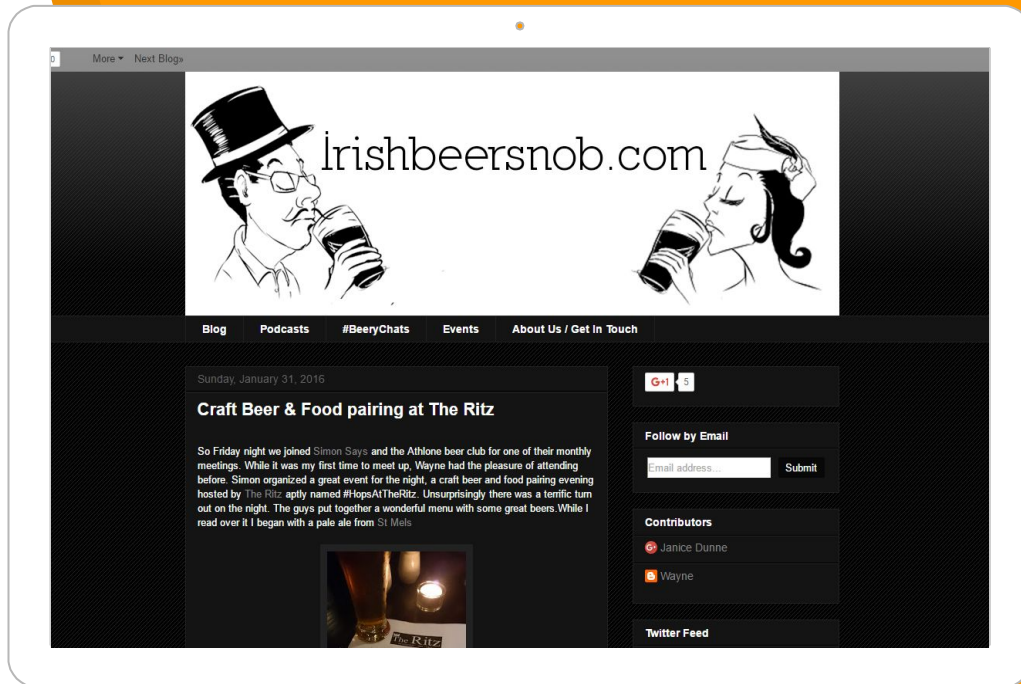 0 More Next Blog»
Irishbeersnob.com
Blog Podcasts #BeeryChats Events About Us / Get In Touch
Sunday, January 31, 2016
Craft Beer & Food pairing at The Ritz
So Friday night we joined Simon Says and the Athlone beer club for one of their monthly
meetings. While it was my first time to meet up, Wayne had the pleasure of attending
before. Simon organized a great event for the night, a craft beer and food pairing evening
hosted by The Ritz aptly named #HopsAtTheRitz. Unsurprisingly there was a terrific turn
out on the night. The guys put together a wonderful menu with some great beers.While I
read over it I began with a pale ale from St Mels
The Ritz
G+1 5
Follow by Email
Email address... Submit
Contributors
G+ Janice Dunne
Wayne
Twitter Feed